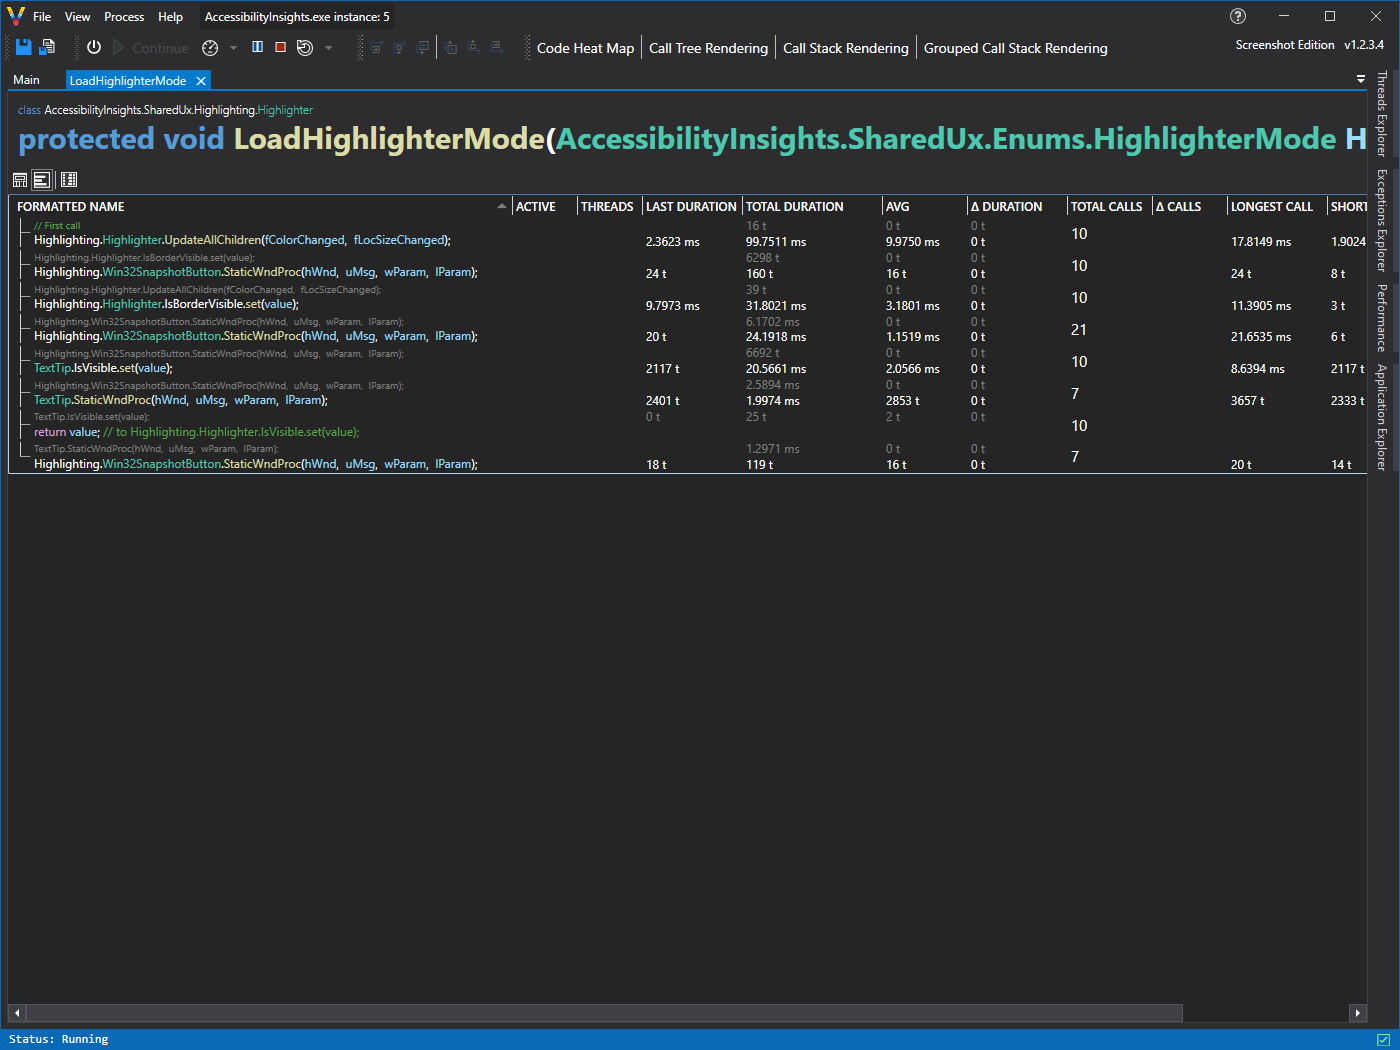 File View Process Help AccessibilityInsights.exe instance: 5
Continue Code Heat Map Call Tree Rendering Call Stack Rendering Grouped Call Stack Rendering Screenshot Edition v1.2.3.4
Main LoadHighlighterMode
class AccessibilityInsights.SharedUx.Highlighting.Highlighter
protected void LoadHighlighterMode(AccessibilityInsights.SharedUx.Enums.HighlighterMode H
FORMATTED NAME ACTIVE THREADS LAST DURATION TOTAL DURATION AVG Δ DURATION TOTAL CALLS Δ CALLS LONGEST CALL SHORT
// First call 16 t 0 t 0 t
Highlighting.Highlighter.UpdateAllChildren(fColorChanged, fLocSizeChanged); 2.3623 ms 99.7511 ms 9.9750 ms 0 t 10 17.8149 ms 1.9024
Highlighting.Highlighter.IsBorderVisible.set(value); 6298 t 0 t 0 t
Highlighting.Win32SnapshotButton.StaticWndProc(hWnd, uMsg, wParam, lParam); 24 t 160 t 16 t 0 t 10 24 t 8 t
Highlighting.Highlighter.UpdateAllChildren(fColorChanged, fLocSizeChanged); 39 t 0 t 0 t
Highlighting.Highlighter.IsBorderVisible.set(value); 9.7973 ms 31.8021 ms 3.1801 ms 0 t 10 11.3905 ms 3 t
Highlighting.Win32SnapshotButton.StaticWndProc(hWnd, uMsg, wParam, lParam); 6.1702 ms 0 t 0 t
Highlighting.Win32SnapshotButton.StaticWndProc(hWnd, uMsg, wParam, lParam); 20 t 24.1918 ms 1.1519 ms 0 t 21 21.6535 ms 6 t
Highlighting.Win32SnapshotButton.StaticWndProc(hWnd, uMsg, wParam, lParam); 6692 t 0 t 0 t
TextTip.IsVisible.set(value); 2117 t 20.5661 ms 2.0566 ms 0 t 10 8.6394 ms 2117 t
Highlighting.Win32SnapshotButton.StaticWndProc(hWnd, uMsg, wParam, lParam); 2.5894 ms 0 t 0 t
TextTip.StaticWndProc(hWnd, uMsg, wParam, lParam); 2401 t 1.9974 ms 2853 t 0 t 7 3657 t 2333 t
TextTip.IsVisible.set(value); 0 t 25 t 2 t 0 t
return value; // to Highlighting.Highlighter.IsVisible.set(value); 10
TextTip.StaticWndProc(hWnd, uMsg, wParam, lParam); 1.2971 ms 0 t 0 t
Highlighting.Win32SnapshotButton.StaticWndProc(hWnd, uMsg, wParam, lParam); 18 t 119 t 16 t 0 t 7 20 t 14 t
Threads Explorer
Exceptions Explorer
Performance
Application Explorer
Status: Running